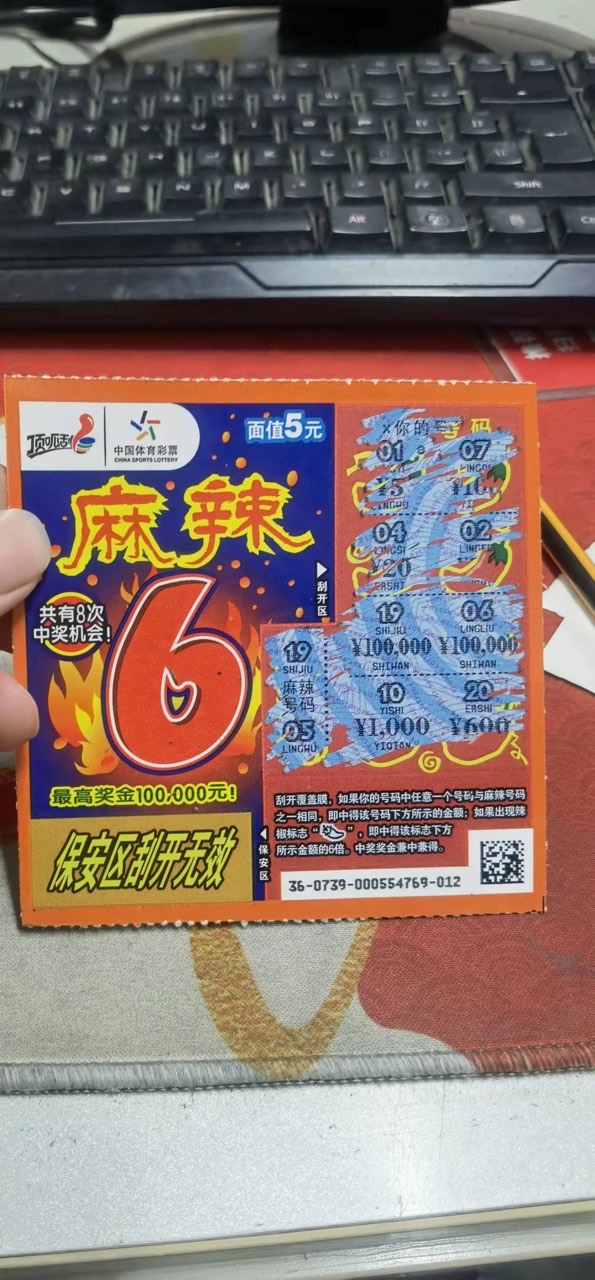 顶呱刮
中国体育彩票
CHINA SPORTS LOTTERY
面值5元
麻辣
6
共有8次
中奖机会!
刮开区
最高奖金100,000元!
保安区刮开无效
你的号码
01
07
¥5
04
LINGSI
02
¥20
ERSHI
19
SHIJIU
06
LINGLIU
¥100,000
SHIWAN
¥100,000
SHIWAN
19
SHIJIU
麻辣
号码
05
LINGWU
10
YISHI
20
ERSHI
¥1,000
YIQIAN
¥600
刮开覆盖膜,如果你的号码中任意一个号码与麻辣号码
之一相同,即中得该号码下方所示的金额;如果出现辣
椒标志“”,即中得该标志下方
所示金额的6倍。中奖奖金兼中兼得。
保安区
36-0739-000554769-012
Shift
Alt